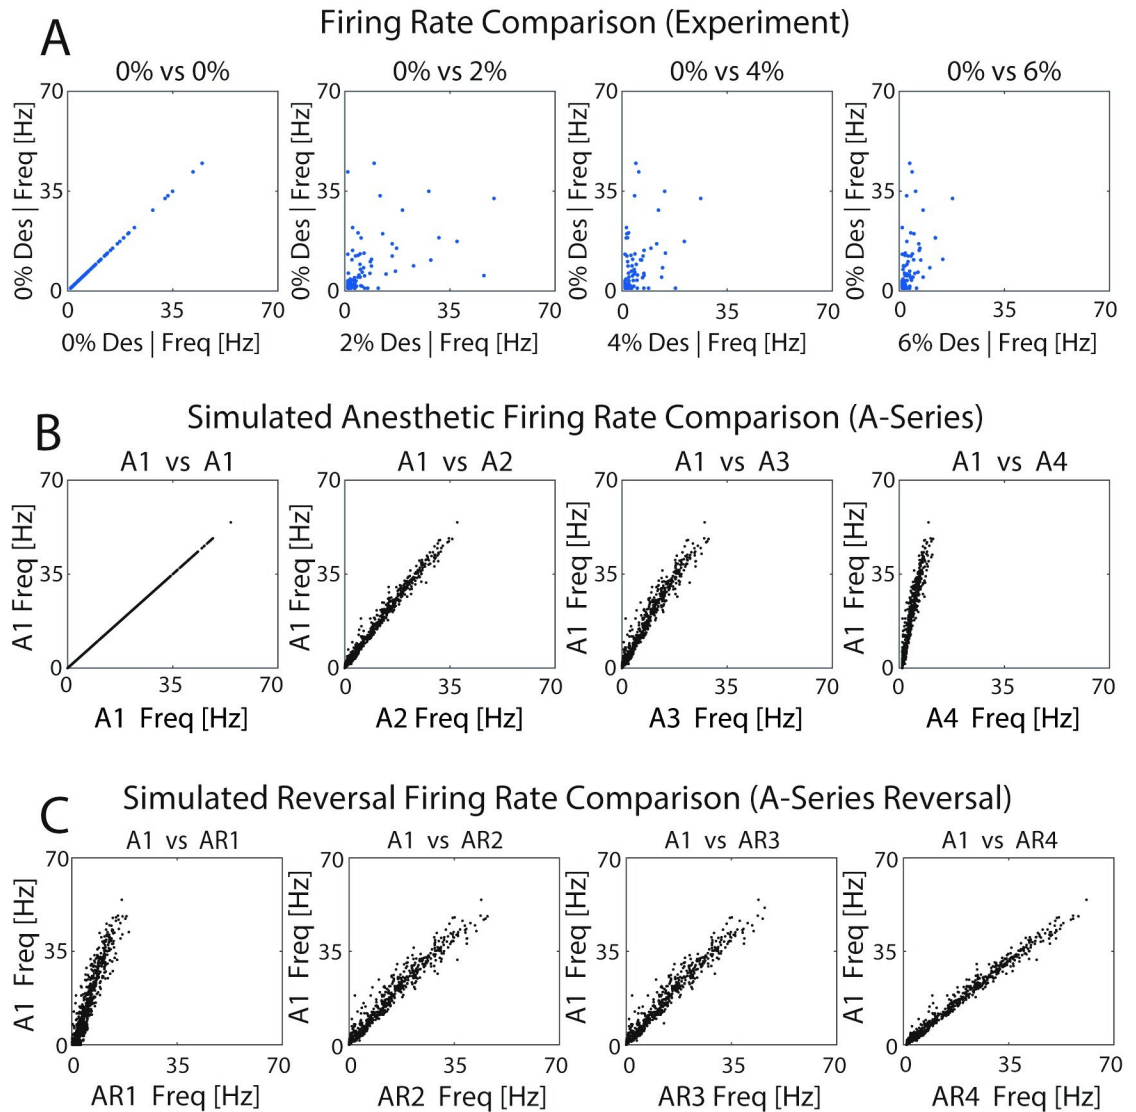 A
Firing Rate Comparison (Experiment)
0% vs 0%
0% vs 2%
0% vs 4%
0% vs 6%
70
35
0
0% Des | Freq [Hz]
0 35 70
0% Des | Freq [Hz]
70
35
0
0% Des | Freq [Hz]
0 35 70
2% Des | Freq [Hz]
70
35
0
0% Des | Freq [Hz]
0 35 70
4% Des | Freq [Hz]
70
35
0
0% Des | Freq [Hz]
0 35 70
6% Des | Freq [Hz]
B
Simulated Anesthetic Firing Rate Comparison (A-Series)
A1 vs A1
A1 vs A2
A1 vs A3
A1 vs A4
70
35
0
A1 Freq [Hz]
0 35 70
A1 Freq [Hz]
70
35
0
A1 Freq [Hz]
0 35 70
A2 Freq [Hz]
70
35
0
A1 Freq [Hz]
0 35 70
A3 Freq [Hz]
70
35
0
A1 Freq [Hz]
0 35 70
A4 Freq [Hz]
C
Simulated Reversal Firing Rate Comparison (A-Series Reversal)
A1 vs AR1
A1 vs AR2
A1 vs AR3
A1 vs AR4
70
35
0
A1 Freq [Hz]
0 35 70
AR1 Freq [Hz]
70
35
0
A1 Freq [Hz]
0 35 70
AR2 Freq [Hz]
70
35
0
A1 Freq [Hz]
0 35 70
AR3 Freq [Hz]
70
35
0
A1 Freq [Hz]
0 35 70
AR4 Freq [Hz]